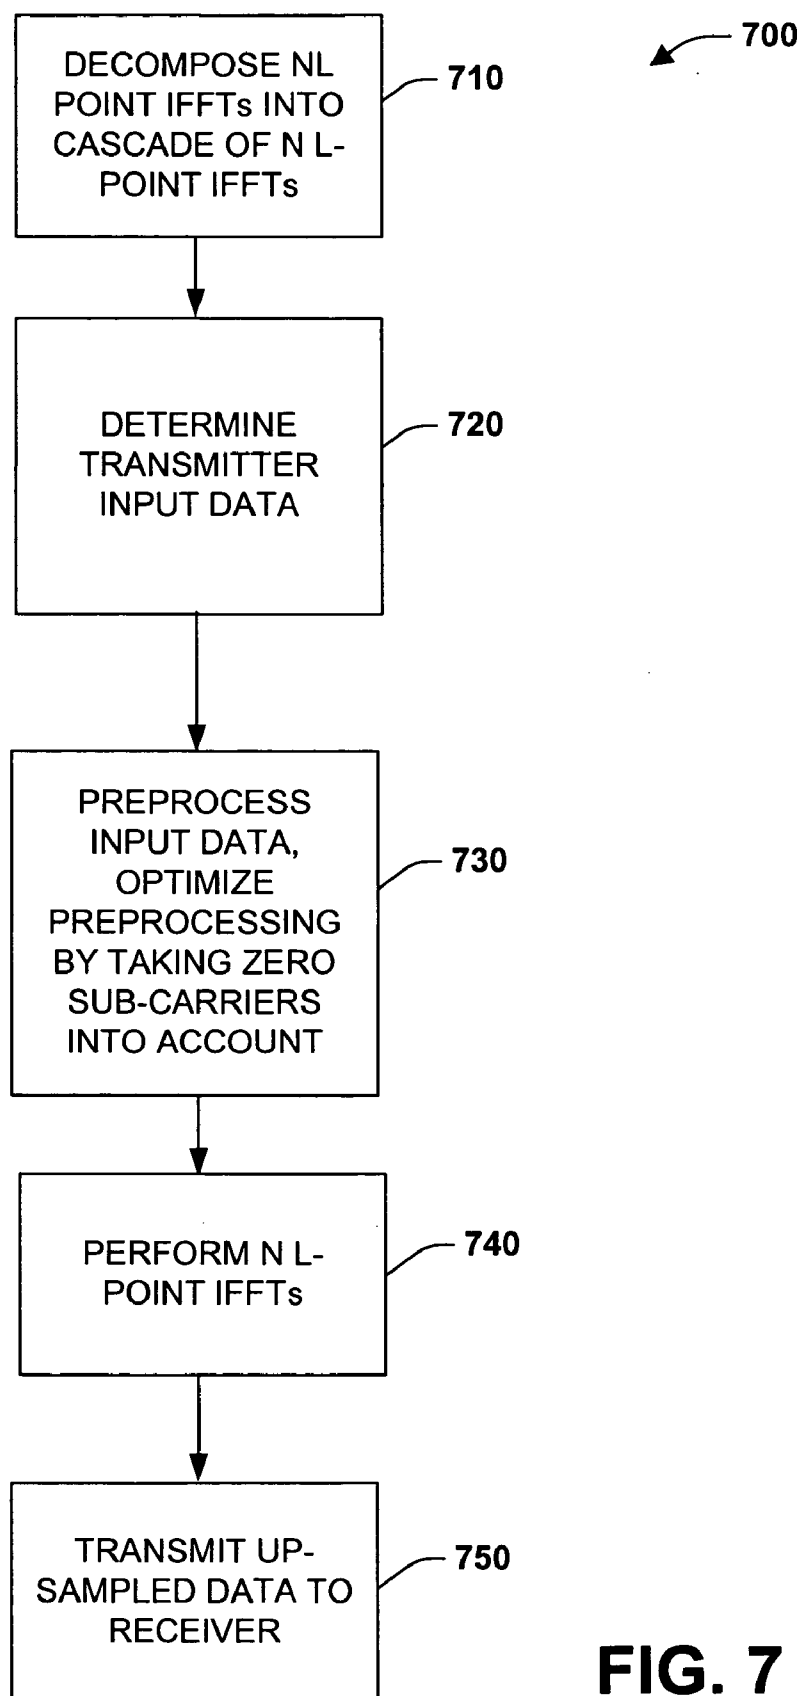 700
DECOMPOSE NL
POINT IFFTs INTO
CASCADE OF N L-
POINT IFFTs
710
DETERMINE
TRANSMITTER
INPUT DATA
720
PREPROCESS
INPUT DATA,
OPTIMIZE
PREPROCESSING
BY TAKING ZERO
SUB-CARRIERS
INTO ACCOUNT
730
PERFORM N L-
POINT IFFTs
740
TRANSMIT UP-
SAMPLED DATA TO
RECEIVER
750
FIG. 7